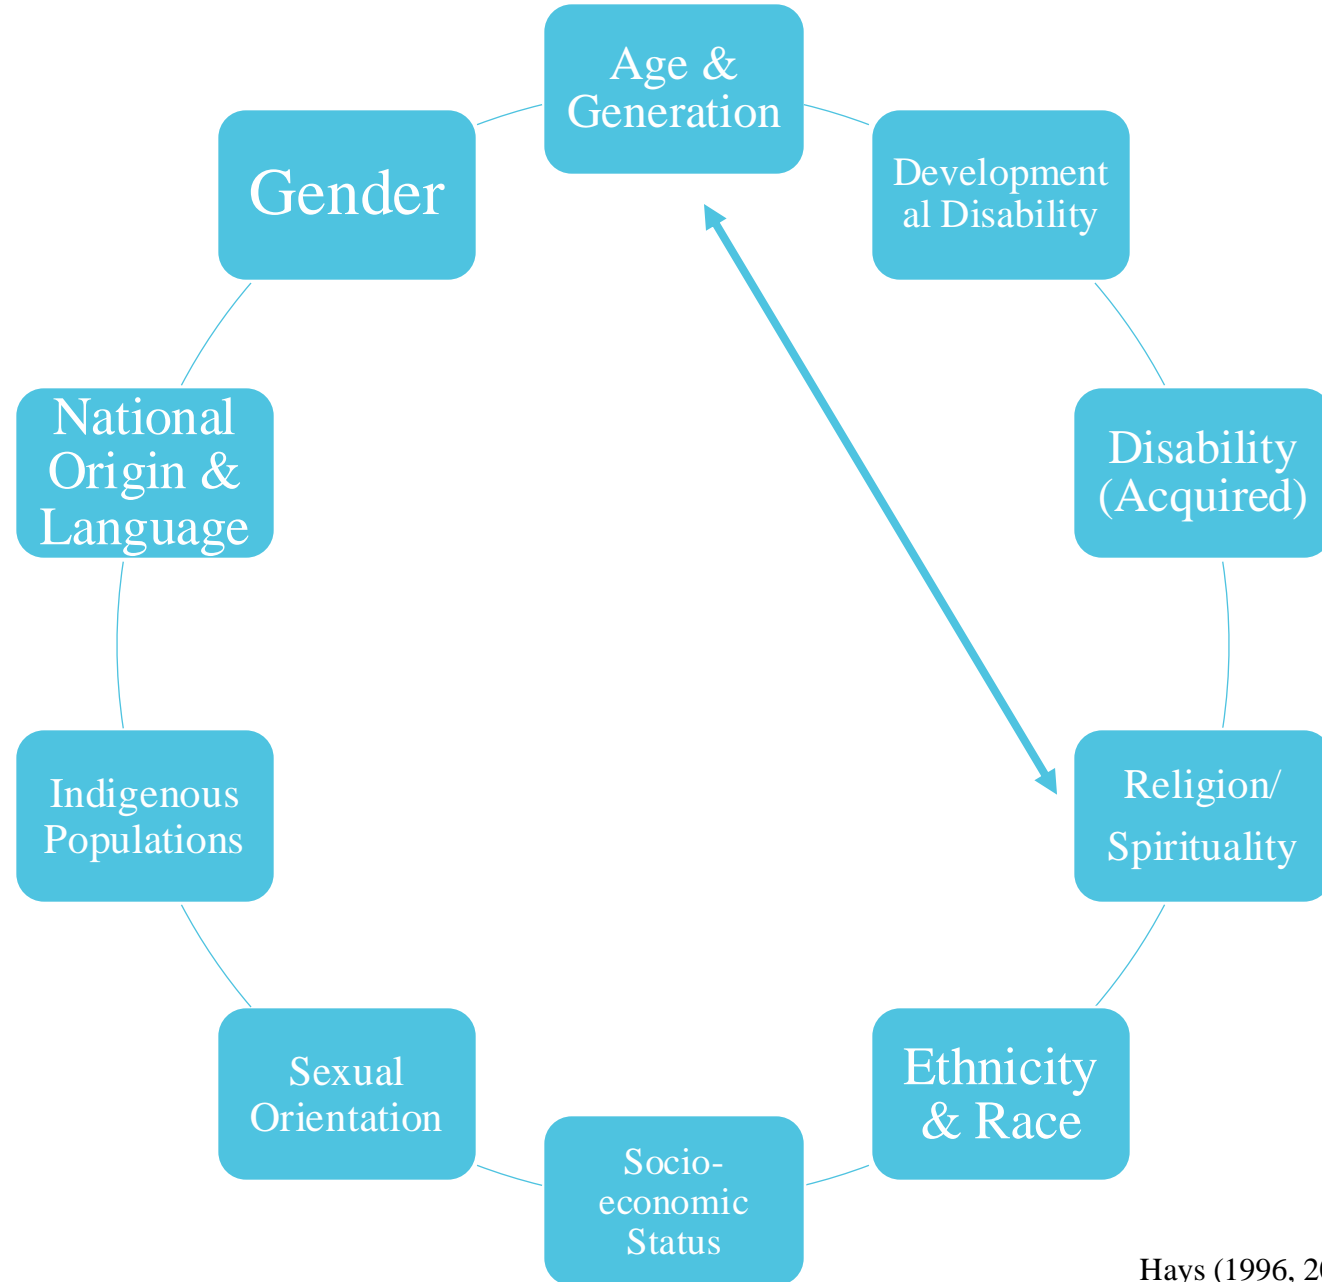 Age &
Generation
Development
al Disability
Disability
(Acquired)
Religion/
Spirituality
Ethnicity
& Race
Socio-
economic
Status
Sexual
Orientation
Indigenous
Populations
National
Origin &
Language
Gender
Hays (1996, 20